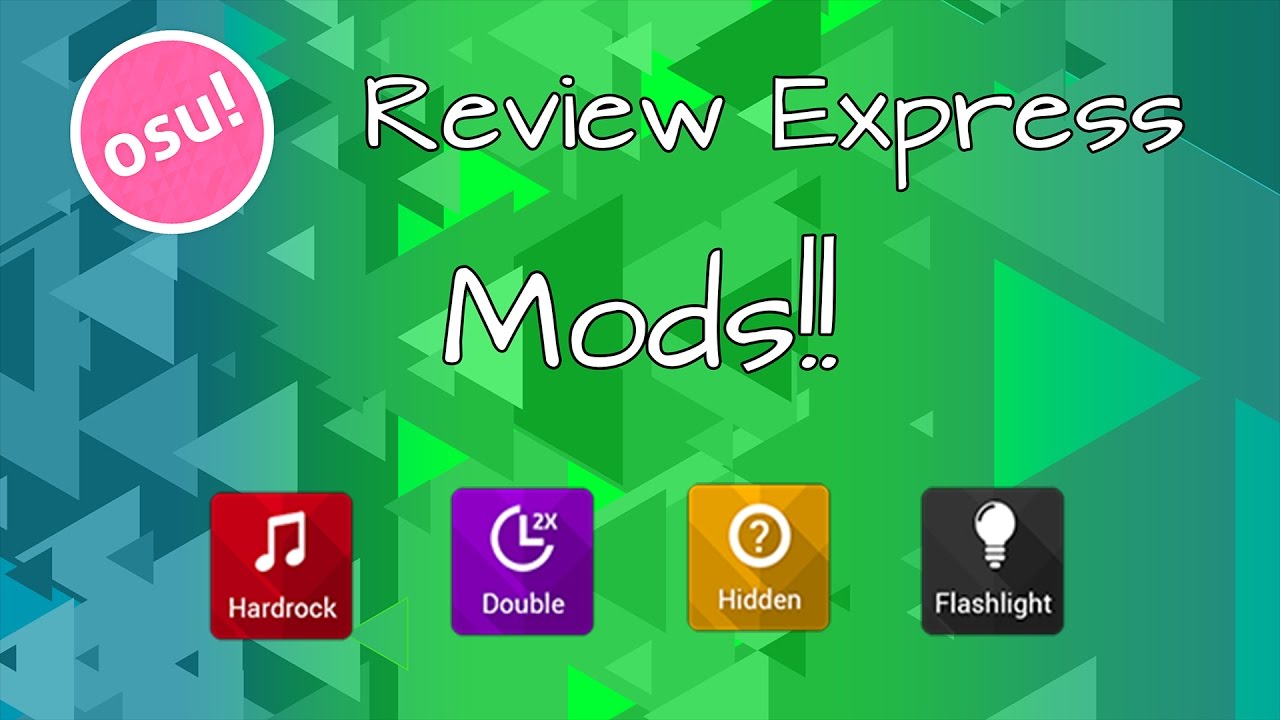 osu!
Review Express
Mods!!
Hardrock
2X
Double
?
Hidden
Flashlight